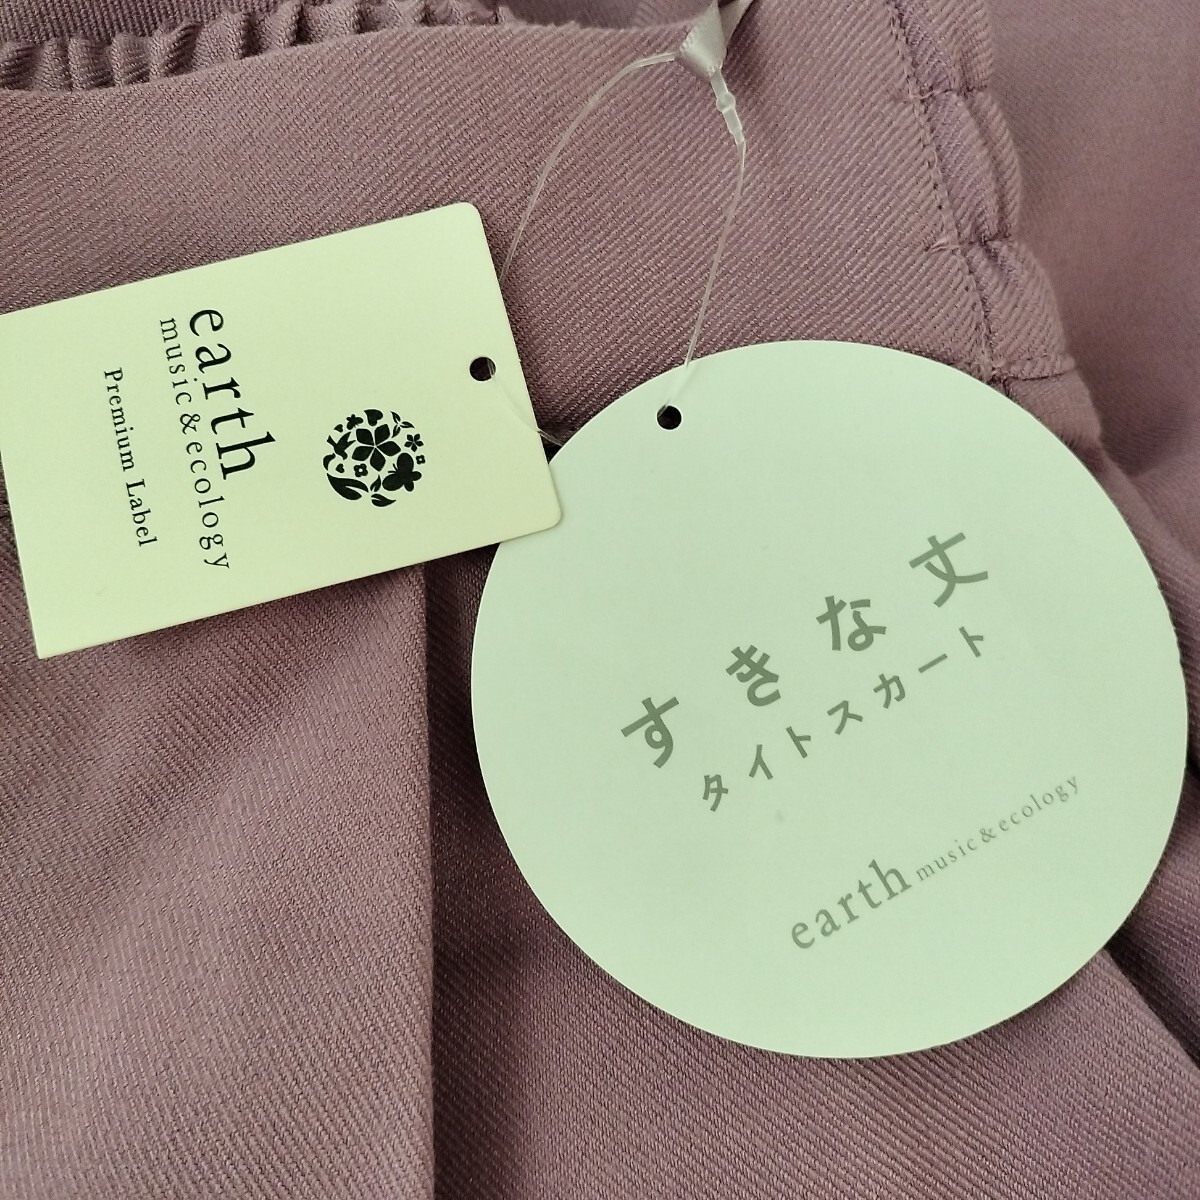 earth
music&ecology
Premium Label
すきな丈
タイトスカート
earth music&ecology